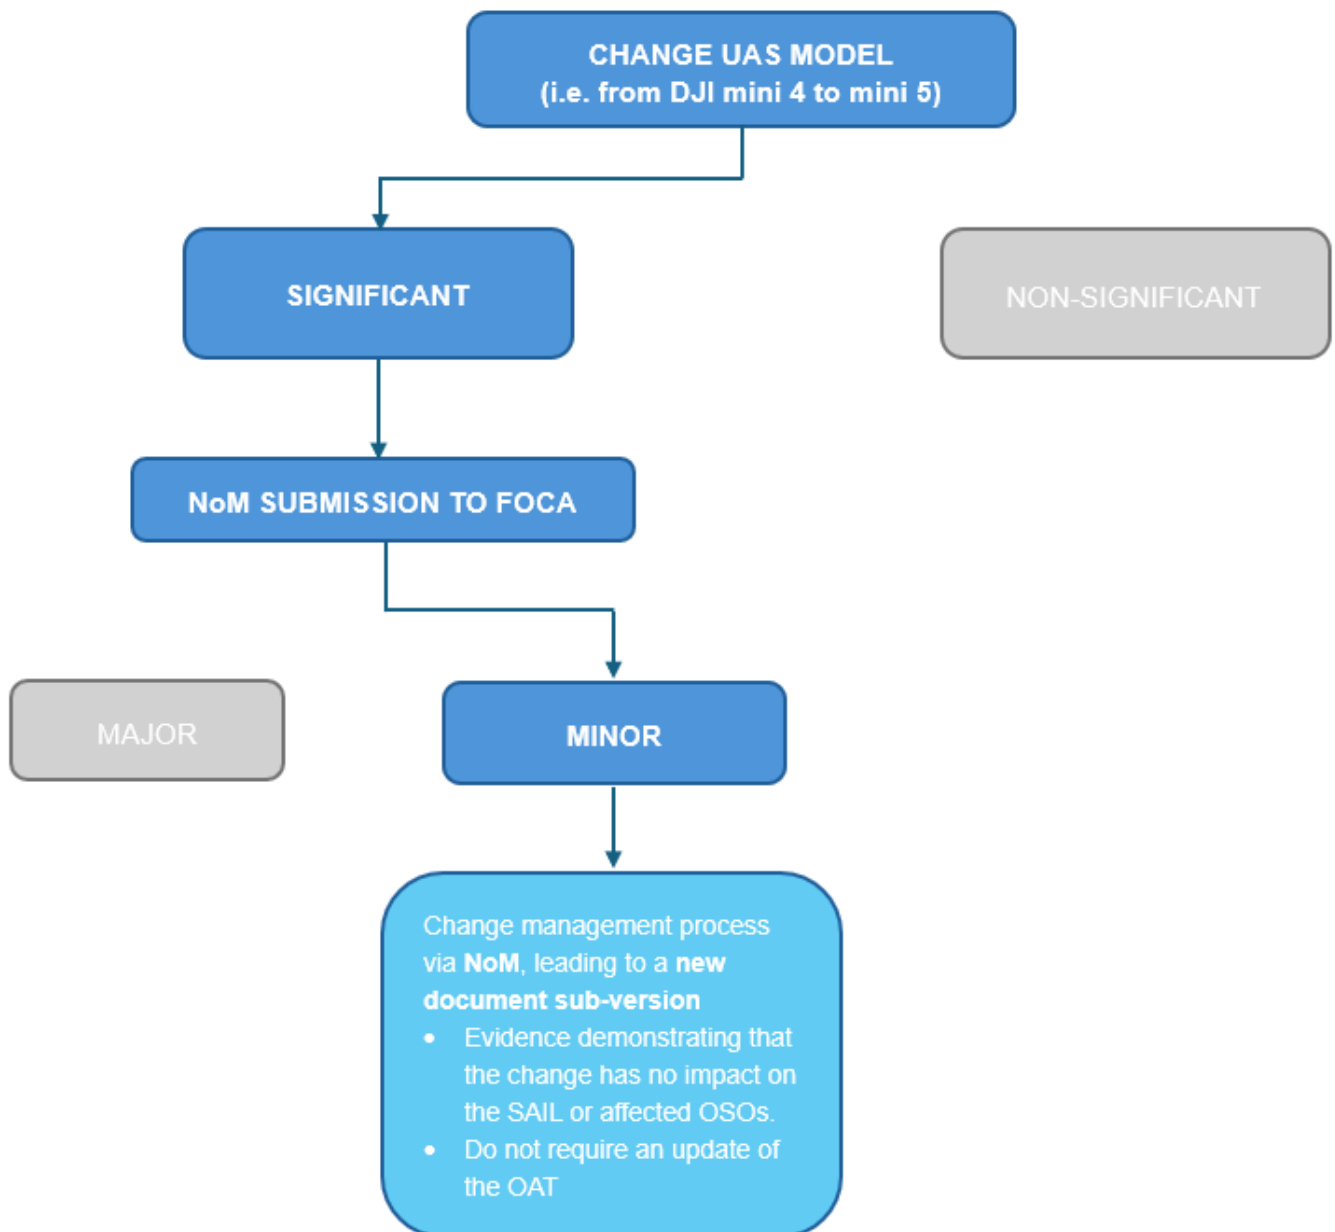 CHANGE UAS MODEL
(i.e. from DJI mini 4 to mini 5)
SIGNIFICANT
NON-SIGNIFICANT
NoM SUBMISSION TO FOCA
MAJOR
MINOR
Change management process
via NoM, leading to a new
document sub-version
• Evidence demonstrating that
the change has no impact on
the SAIL or affected OSOs.
• Do not require an update of
the OAT